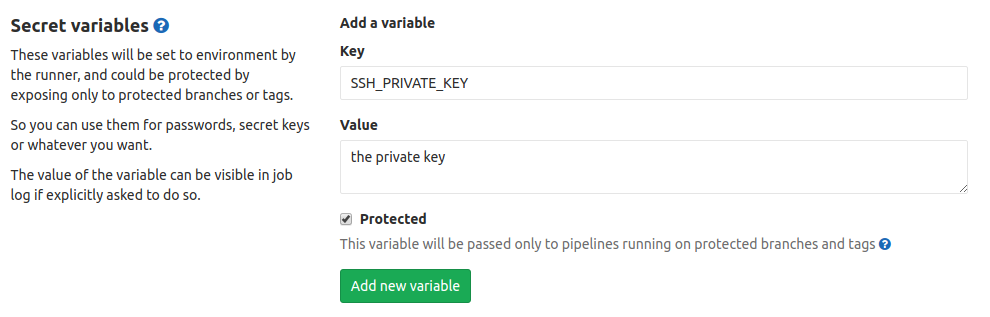 Secret variables
These variables will be set to environment by
the runner, and could be protected by
exposing only to protected branches or tags.
So you can use them for passwords, secret keys
or whatever you want.
The value of the variable can be visible in job
log if explicitly asked to do so.
Add a variable
Key
SSH_PRIVATE_KEY
Value
the private key
Protected
This variable will be passed only to pipelines running on protected branches and tags
Add new variable